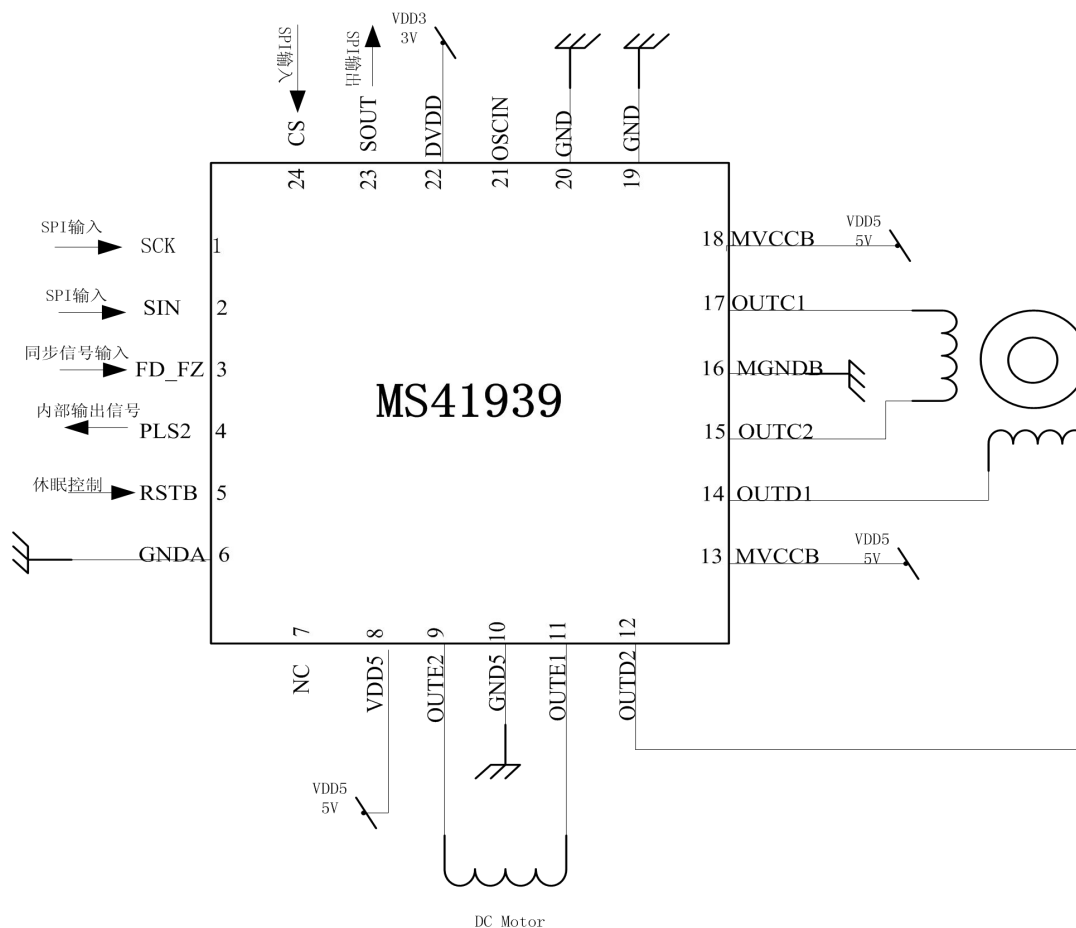 SPI输入
SPI输出
VDD3
3V
CS
SOUT
DVDD
OSCIN
GND
GND
24
23
22
21
20
19
SPI输入
SCK 1
SPI输入
SIN 2
同步信号输入
FD_FZ 3
内部输出信号
PLS2 4
休眠控制
RSTB 5
GNDA 6
MS41939
18 MVCCB
VDD5
5V
17 OUTC1
16 MGNDB
15 OUTC2
14 OUTD1
13 MVCCB
VDD5
5V
7
8
9
10
11
12
NC
VDD5
OUTE2
GND5
OUTE1
OUTD2
VDD5
5V
DC Motor